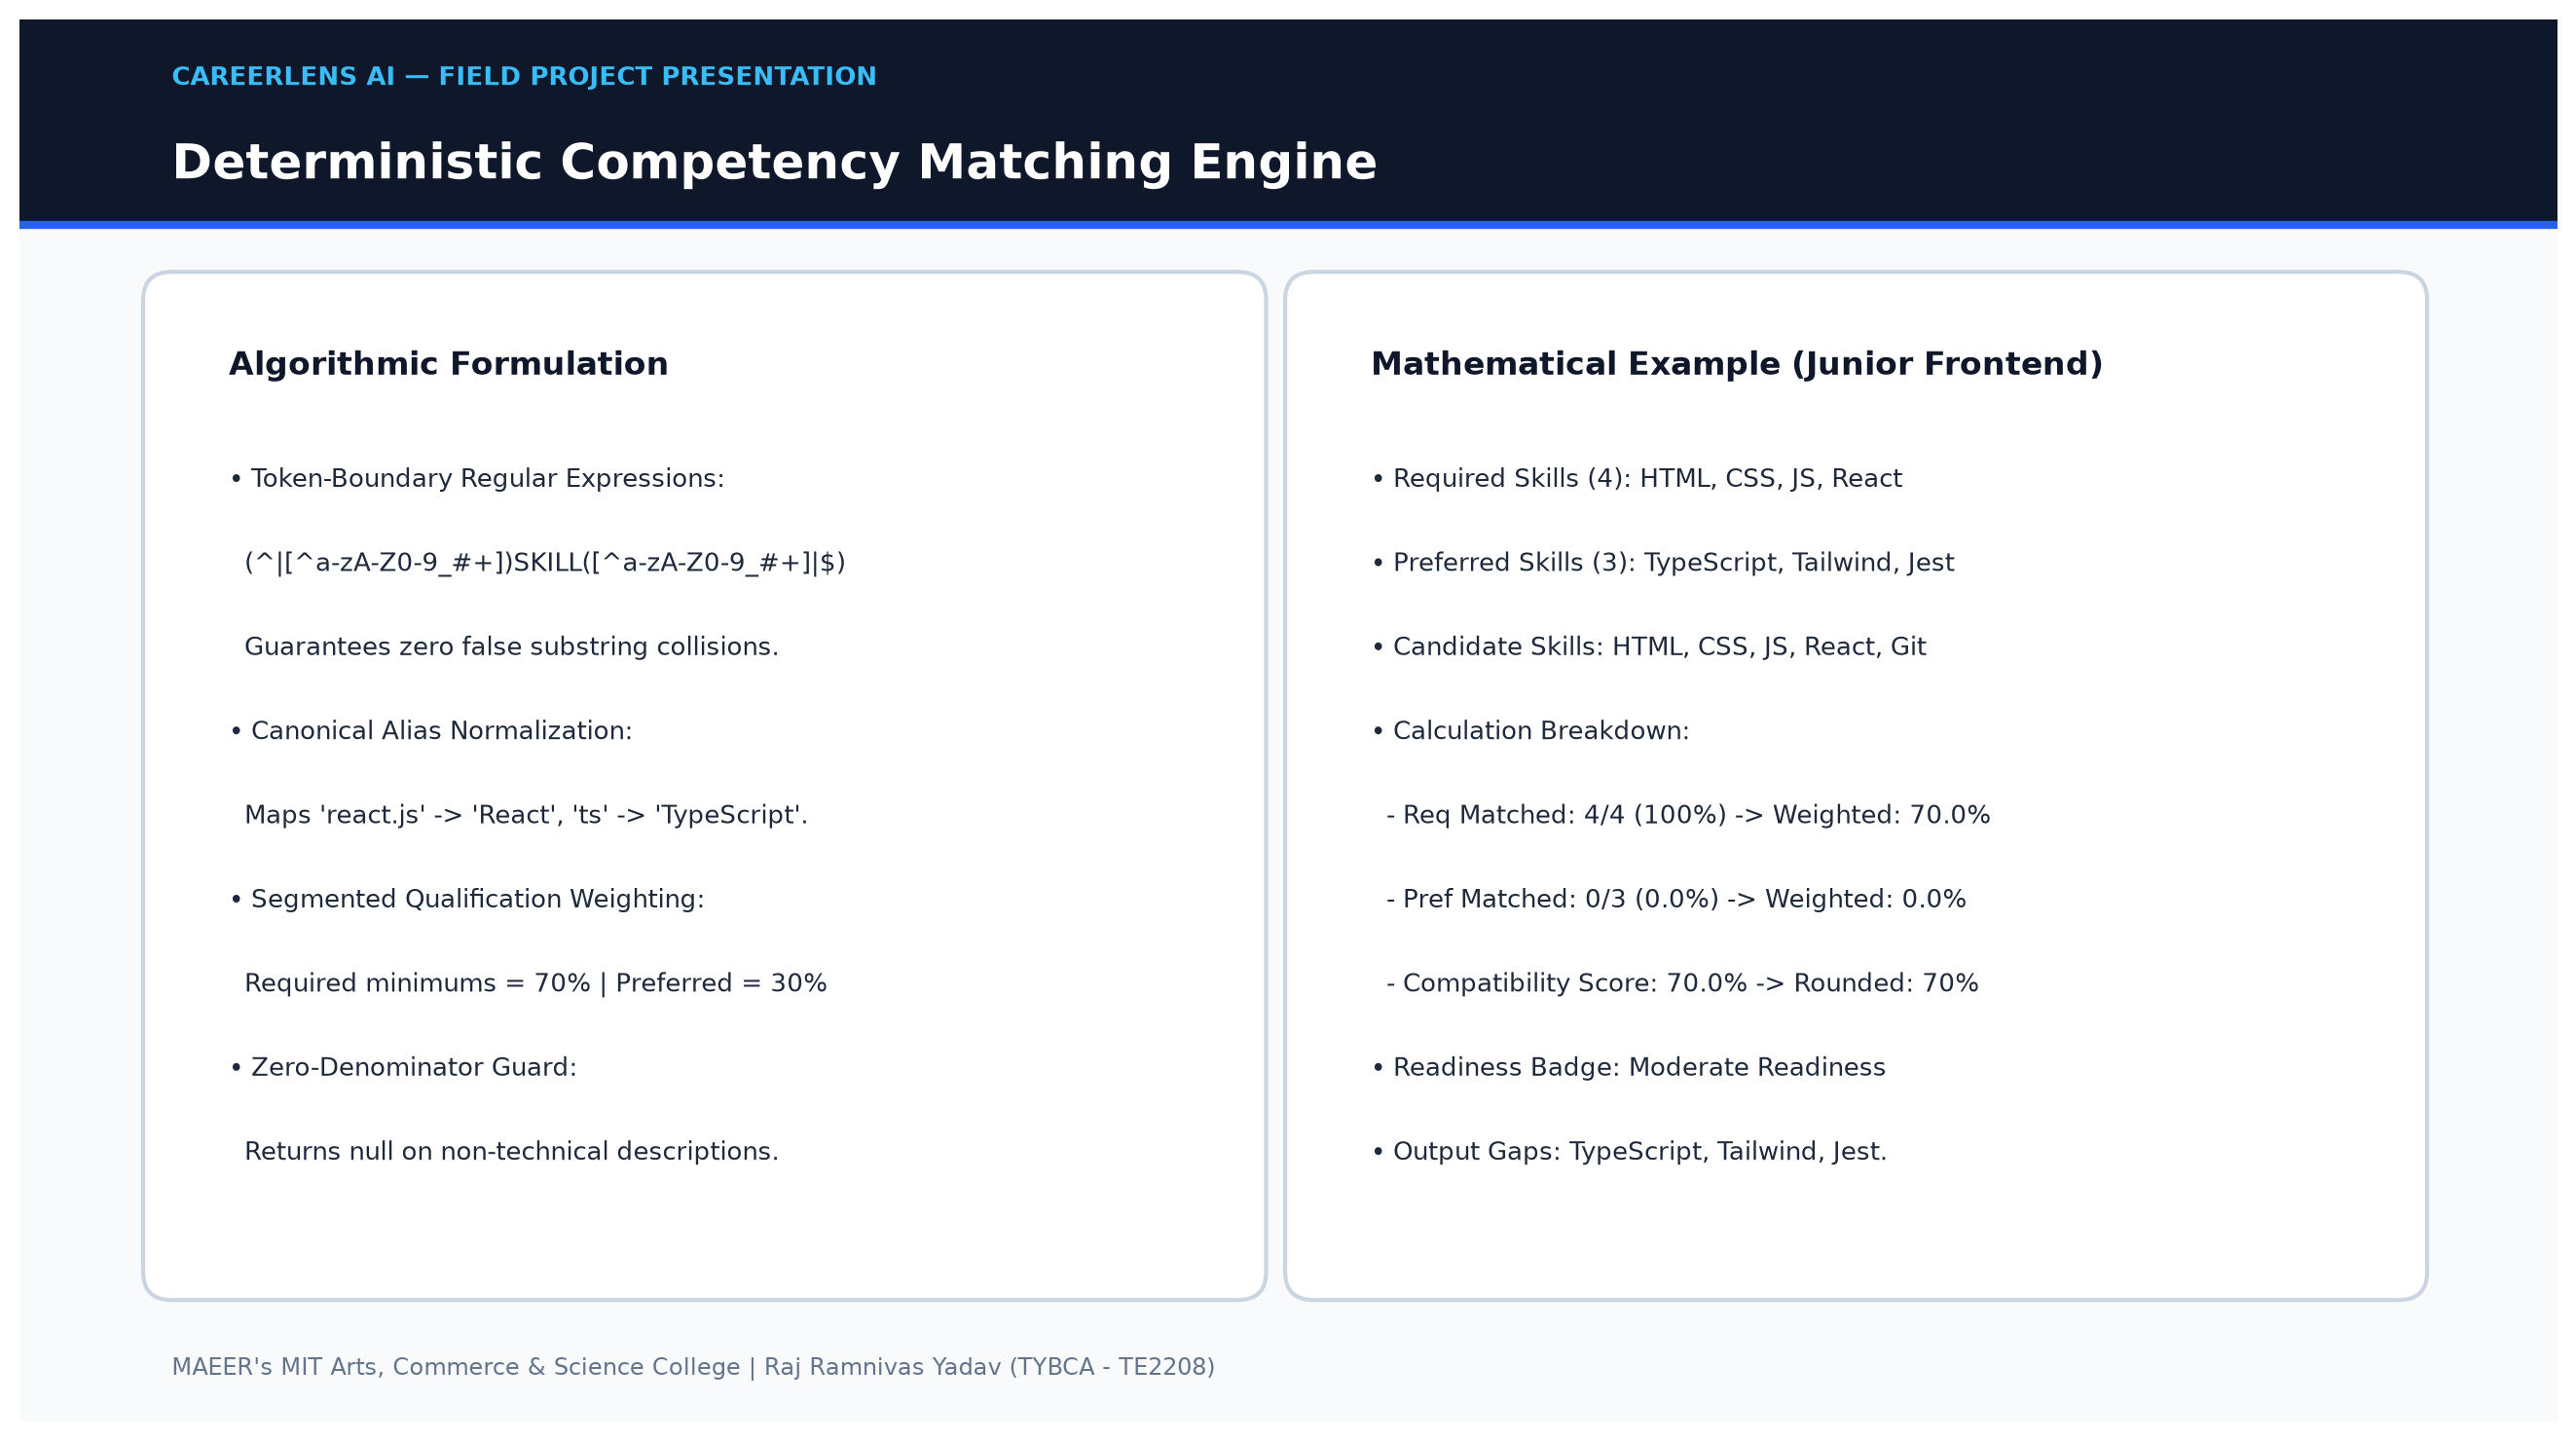 CAREERLENS AI — FIELD PROJECT PRESENTATION
Deterministic Competency Matching Engine
Algorithmic Formulation
• Token-Boundary Regular Expressions:
(^|[^a-zA-Z0-9_#+])SKILL([^a-zA-Z0-9_#+]|$)
Guarantees zero false substring collisions.
• Canonical Alias Normalization:
Maps 'react.js' -> 'React', 'ts' -> 'TypeScript'.
• Segmented Qualification Weighting:
Required minimums = 70% | Preferred = 30%
• Zero-Denominator Guard:
Returns null on non-technical descriptions.
Mathematical Example (Junior Frontend)
• Required Skills (4): HTML, CSS, JS, React
• Preferred Skills (3): TypeScript, Tailwind, Jest
• Candidate Skills: HTML, CSS, JS, React, Git
• Calculation Breakdown:
- Req Matched: 4/4 (100%) -> Weighted: 70.0%
- Pref Matched: 0/3 (0.0%) -> Weighted: 0.0%
- Compatibility Score: 70.0% -> Rounded: 70%
• Readiness Badge: Moderate Readiness
• Output Gaps: TypeScript, Tailwind, Jest.
MAEER's MIT Arts, Commerce & Science College | Raj Ramnivas Yadav (TYBCA - TE2208)